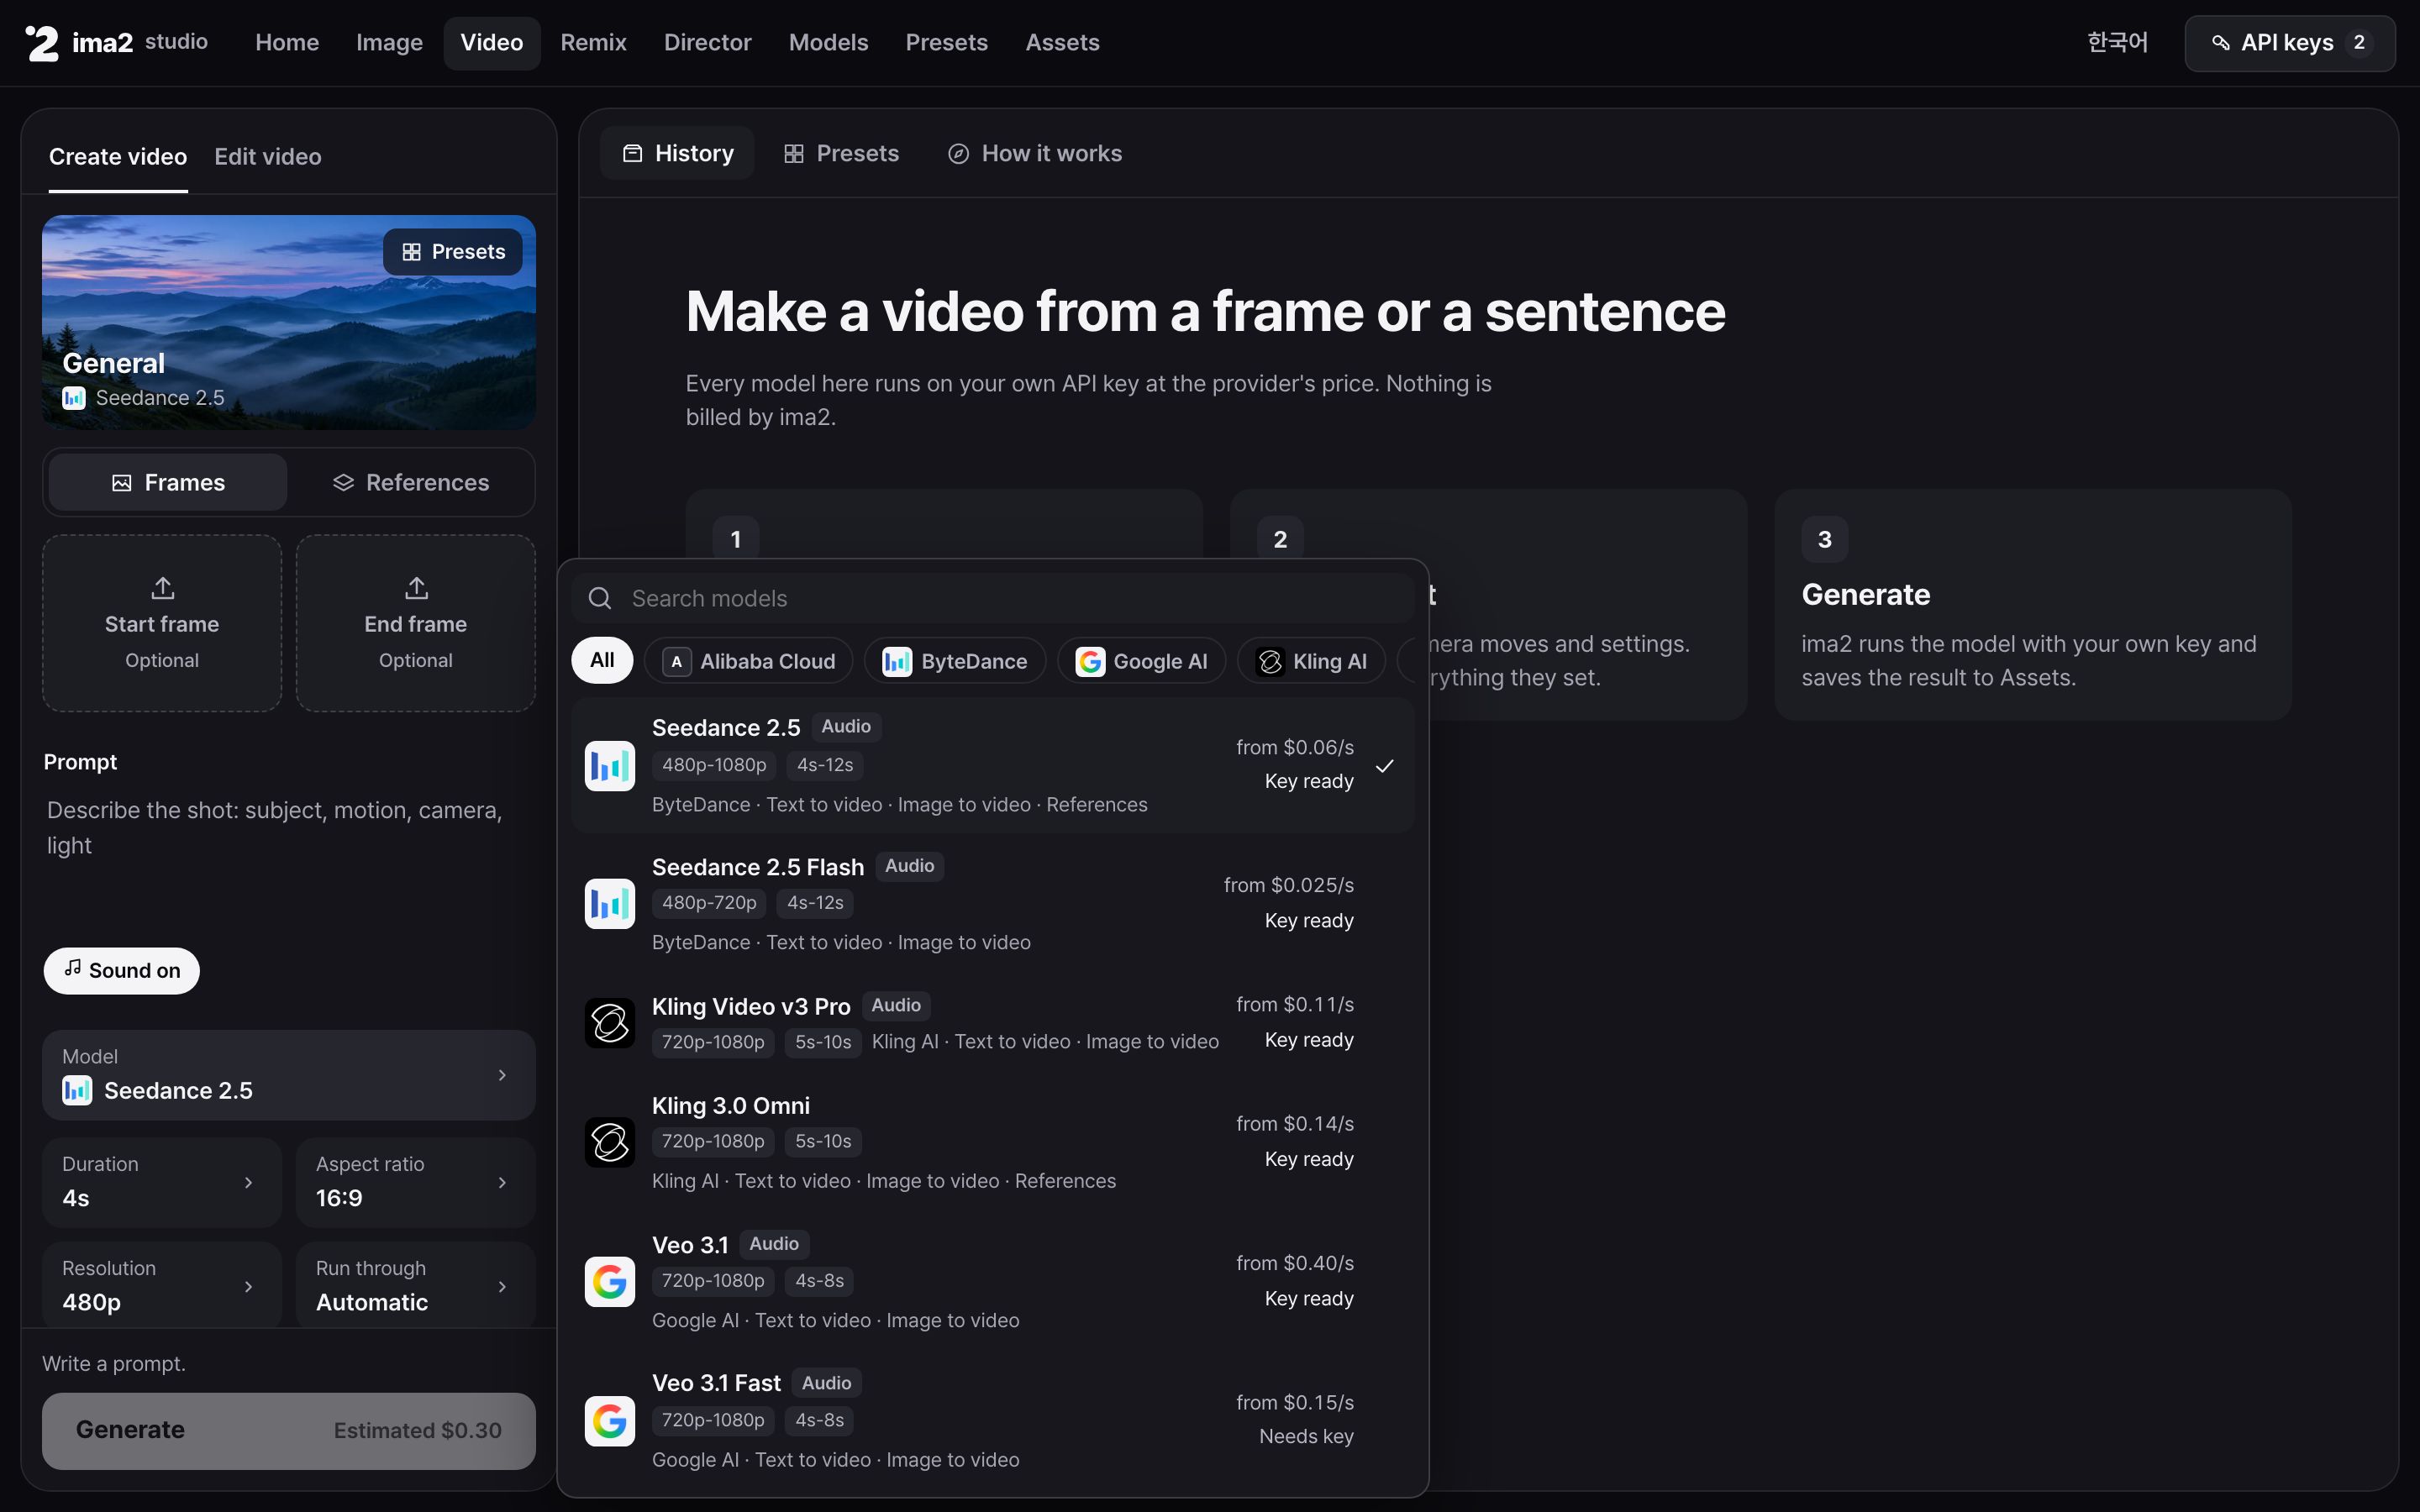 ima2 studio
Home
Image
Video
Remix
Director
Models
Presets
Assets
한국어
API keys 2
Create video
Edit video
Presets
General
Seedance 2.5
Frames
References
Start frame
Optional
End frame
Optional
Prompt
Describe the shot: subject, motion, camera,
light
Sound on
Model
Seedance 2.5
Duration
4s
Aspect ratio
16:9
Resolution
480p
Run through
Automatic
Write a prompt.
Generate
Estimated $0.30
History
Presets
How it works
Make a video from a frame or a sentence
Every model here runs on your own API key at the provider's price. Nothing is
billed by ima2.
1
2
mera moves and settings.
rything they set.
3
Generate
ima2 runs the model with your own key and
saves the result to Assets.
Search models
All
A Alibaba Cloud
ByteDance
Google AI
Kling AI
Seedance 2.5 Audio
480p-1080p 4s-12s
ByteDance · Text to video · Image to video · References
from $0.06/s
Key ready
Seedance 2.5 Flash Audio
480p-720p 4s-12s
ByteDance · Text to video · Image to video
from $0.025/s
Key ready
Kling Video v3 Pro Audio
720p-1080p 5s-10s Kling AI · Text to video · Image to video
from $0.11/s
Key ready
Kling 3.0 Omni
720p-1080p 5s-10s
Kling AI · Text to video · Image to video · References
from $0.14/s
Key ready
Veo 3.1 Audio
720p-1080p 4s-8s
Google AI · Text to video · Image to video
from $0.40/s
Key ready
Veo 3.1 Fast Audio
720p-1080p 4s-8s
Google AI · Text to video · Image to video
from $0.15/s
Needs key